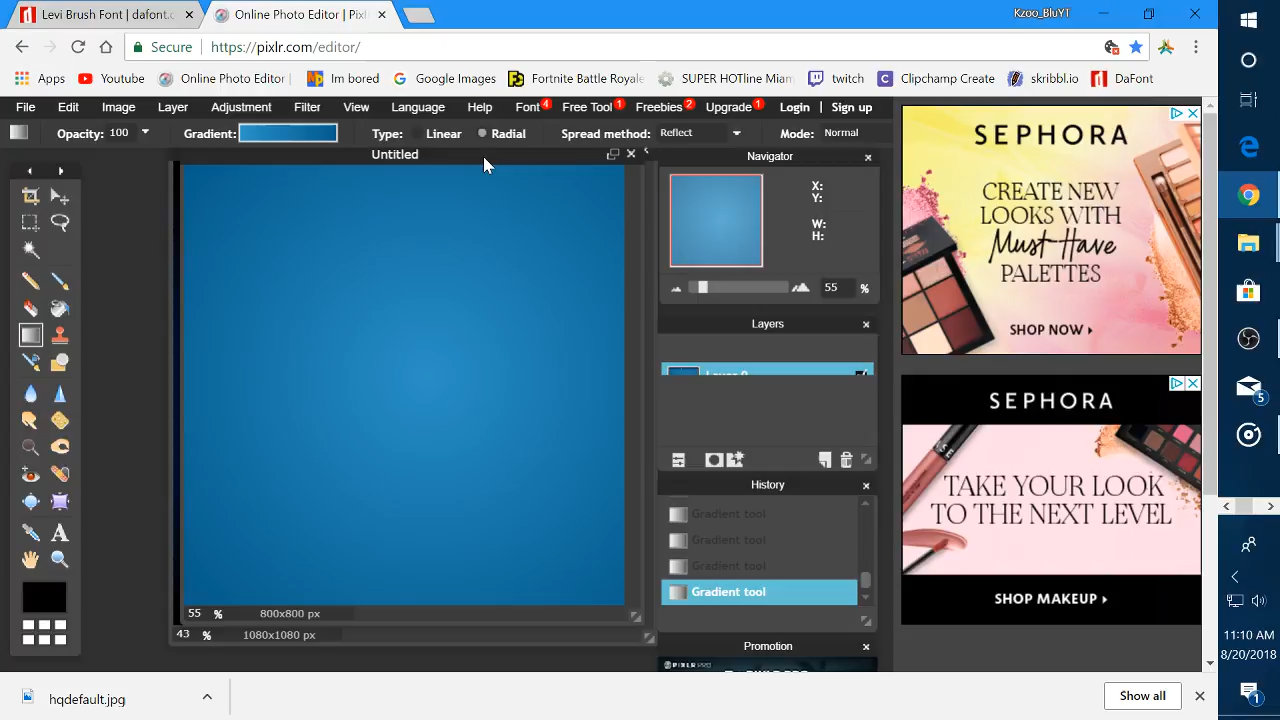 Levi Brush Font | dafont.c
Online Photo Editor | Pixl
Kzoo_BluYT
Secure
https://pixlr.com/editor/
Apps
Youtube
Online Photo Editor
Im bored
Google Images
Fortnite Battle Royale
SUPER HOTline Miam
twitch
Clipchamp Create
skribbl.io
DaFont
File
Edit
Image
Layer
Adjustment
Filter
View
Language
Help
Font 4
Free Tool 1
Freebies 2
Upgrade 1
Login
Sign up
Opacity: 100
Gradient:
Type:
Linear
Radial
Spread method: Reflect
Mode: Normal
Untitled
55 %
800x800 px
43 %
1080x1080 px
Navigator
X:
Y:
W:
H:
55 %
Layers
History
Gradient tool
Gradient tool
Gradient tool
Gradient tool
Promotion
PIXLR PRO
SEPHORA
CREATE NEW
LOOKS WITH
Must-Have
PALETTES
SHOP NOW
SEPHORA
TAKE YOUR LOOK
TO THE NEXT LEVEL
SHOP MAKEUP
5
11:10 AM
8/20/2018
1
hqdefault.jpg
Show all